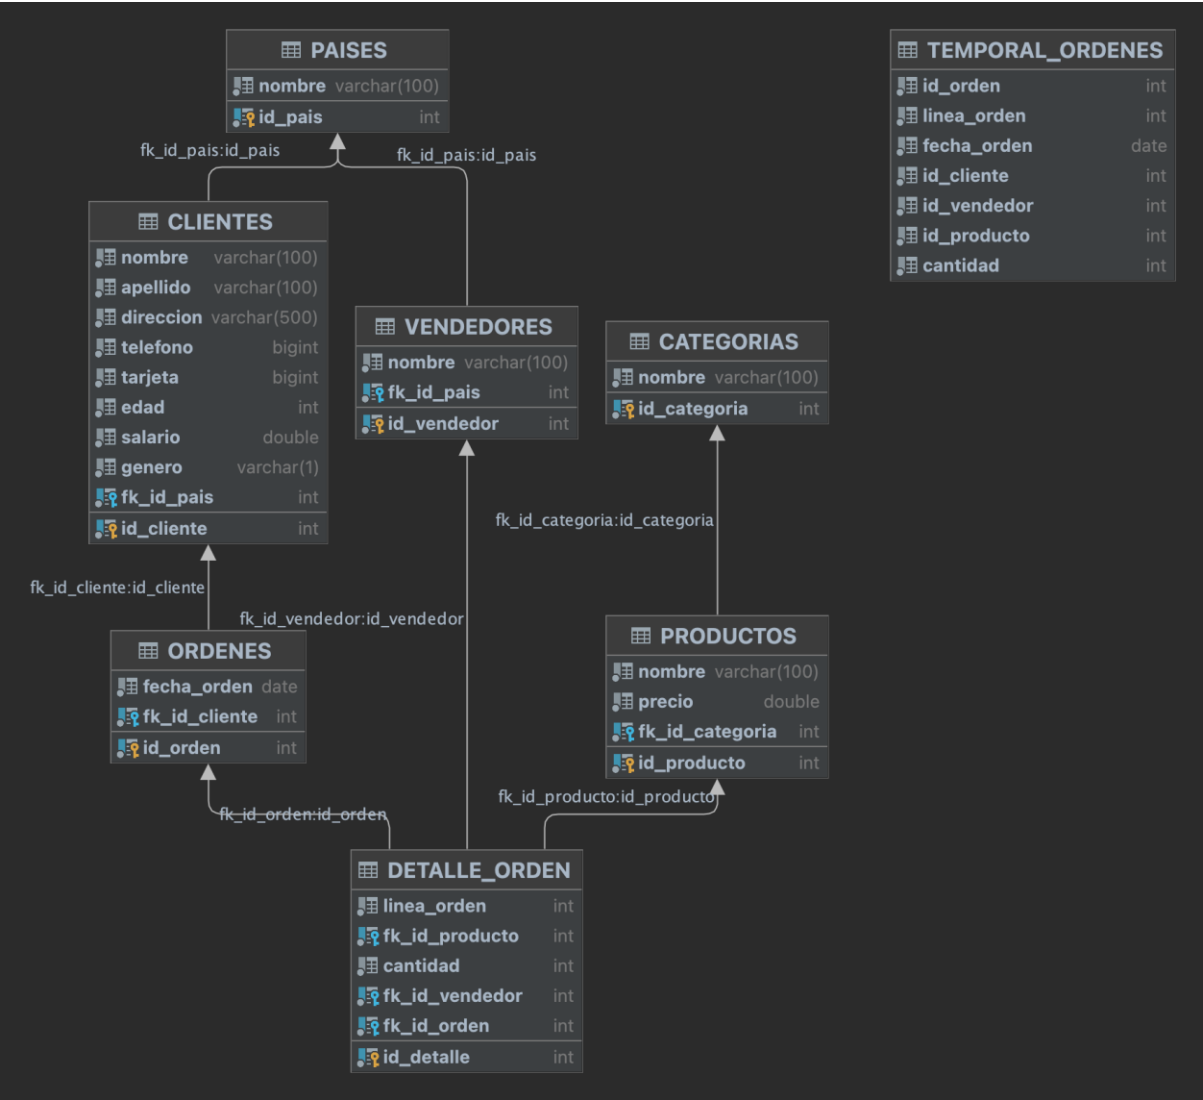 PAISES
nombre varchar(100)
id_pais int
fk_id_pais:id_pais
fk_id_pais:id_pais
CLIENTES
nombre varchar(100)
apellido varchar(100)
direccion varchar(500)
telefono bigint
tarjeta bigint
edad int
salario double
genero varchar(1)
fk_id_pais int
id_cliente int
VENDEDORES
nombre varchar(100)
fk_id_pais int
id_vendedor int
CATEGORIAS
nombre varchar(100)
id_categoria int
TEMPORAL_ORDENES
id_orden int
linea_orden int
fecha_orden date
id_cliente int
id_vendedor int
id_producto int
cantidad int
fk_id_categoria:id_categoria
fk_id_cliente:id_cliente
fk_id_vendedor:id_vendedor
ORDENES
fecha_orden date
fk_id_cliente int
id_orden int
PRODUCTOS
nombre varchar(100)
precio double
fk_id_categoria int
id_producto int
fk_id_orden:id_orden
fk_id_producto:id_producto
DETALLE_ORDEN
linea_orden int
fk_id_producto int
cantidad int
fk_id_vendedor int
fk_id_orden int
id_detalle int